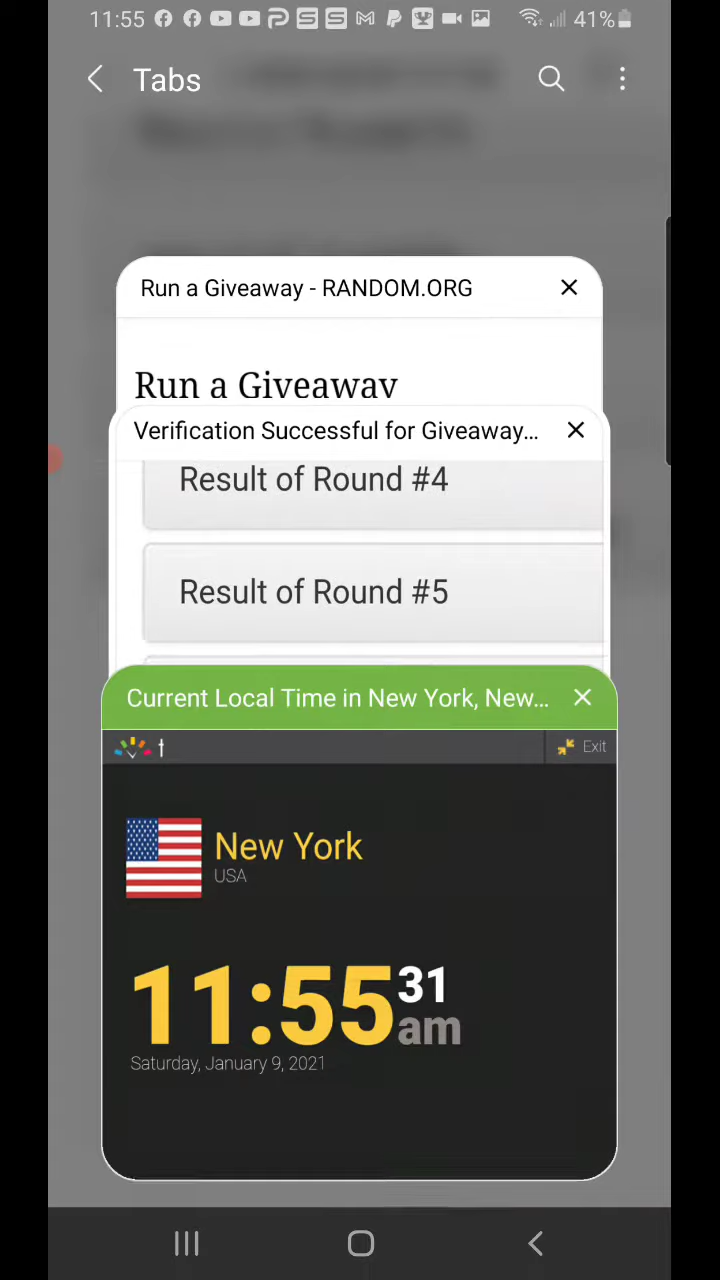 11:55 41%
Tabs
Run a Giveaway - RANDOM.ORG
Run a Giveaway
Verification Successful for Giveaway...
Result of Round #4
Result of Round #5
Current Local Time in New York, New...
t Exit
New York
USA
11:55 31 am
Saturday, January 9, 2021